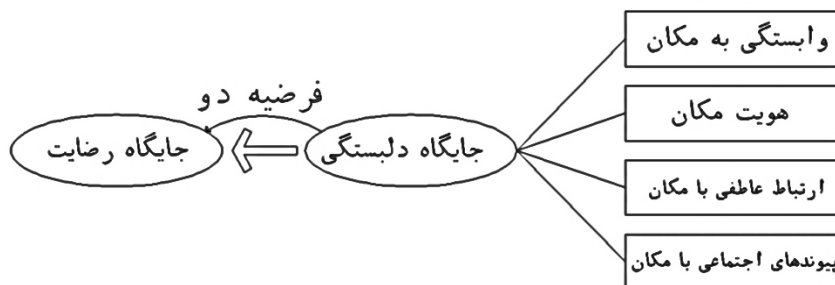 وابستگی به مکان
هویت مکان
ارتباط عاطفی با مکان
پیوندهای اجتماعی با مکان
جایگاه دلبستگی
فرضیه دو
جایگاه رضایت